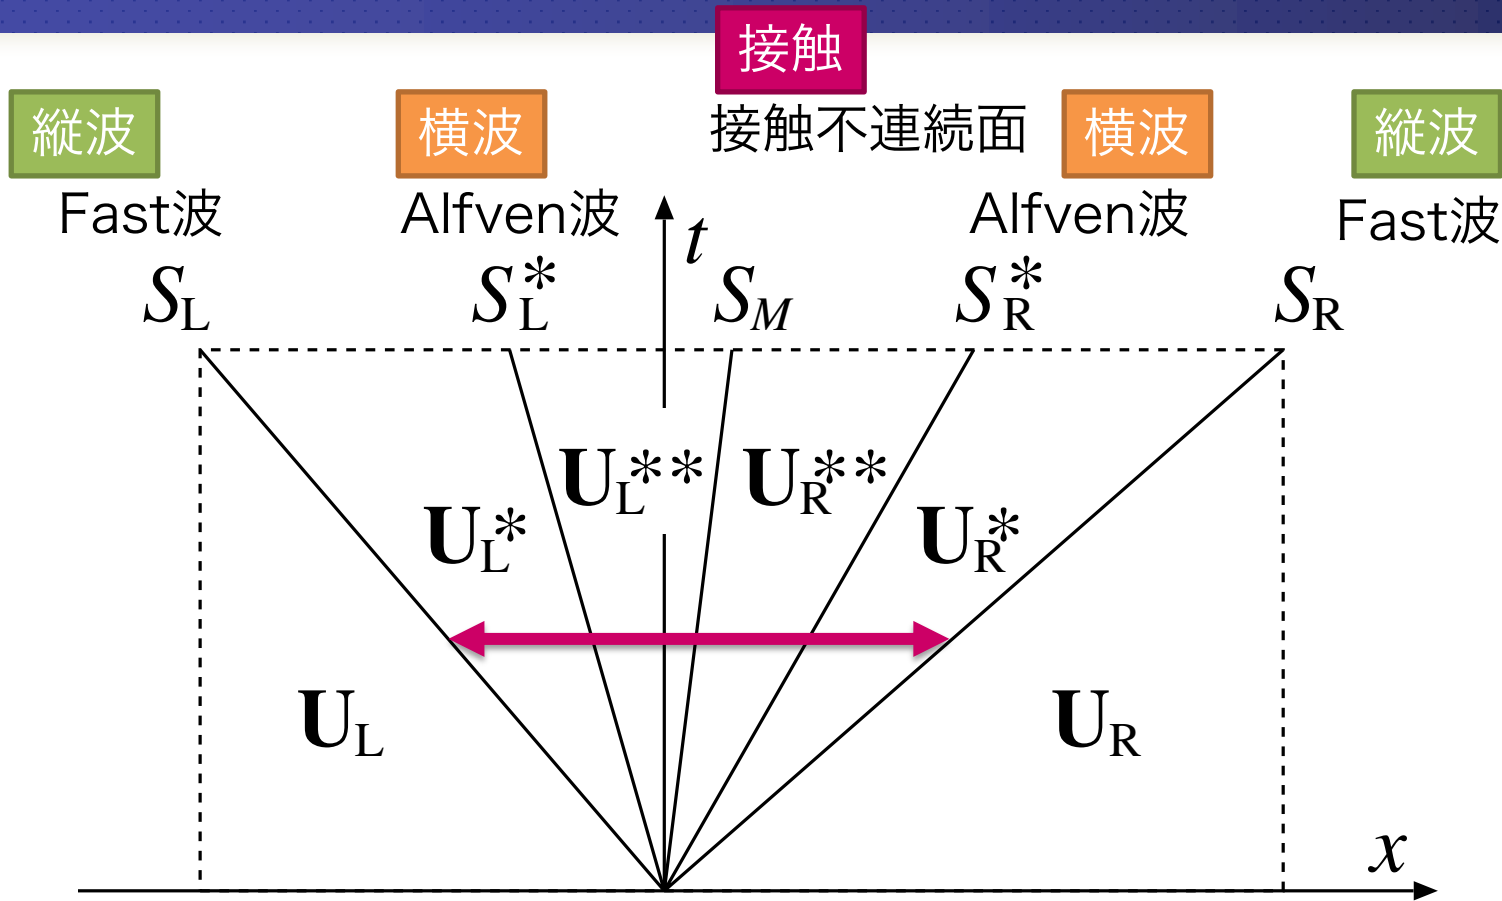 接触
縦波 横波 接触不連続面 横波 縦波
Fast波 Alfven波 t Alfven波 Fast波
S_L S_L^* S_M S_R^* S_R
U_L^** U_R^**
U_L^* U_R^*
U_L U_R
x